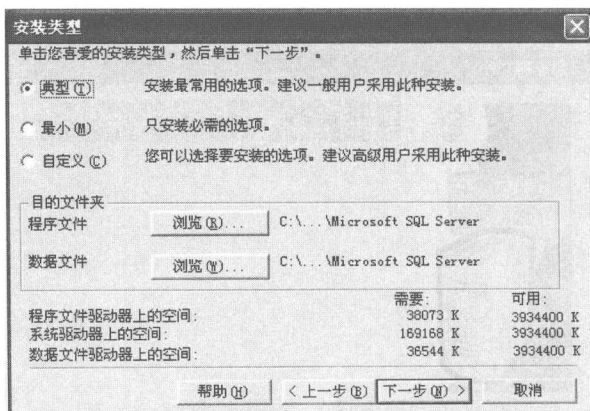 安装类型
单击您喜爱的安装类型，然后单击“下一步”。
典型(T) 安装最常用的选项。建议一般用户采用此种安装。
最小(M) 只安装必需的选项。
自定义(C) 您可以选择要安装的选项。建议高级用户采用此种安装。
目的文件夹
程序文件 浏览(R)... C:\...\Microsoft SQL Server
数据文件 浏览(W)... C:\...\Microsoft SQL Server
需要: 可用:
程序文件驱动器上的空间: 38073 K 3934400 K
系统驱动器上的空间: 169168 K 3934400 K
数据文件驱动器上的空间: 36544 K 3934400 K
帮助(H) < 上一步(B) 下一步(N) > 取消